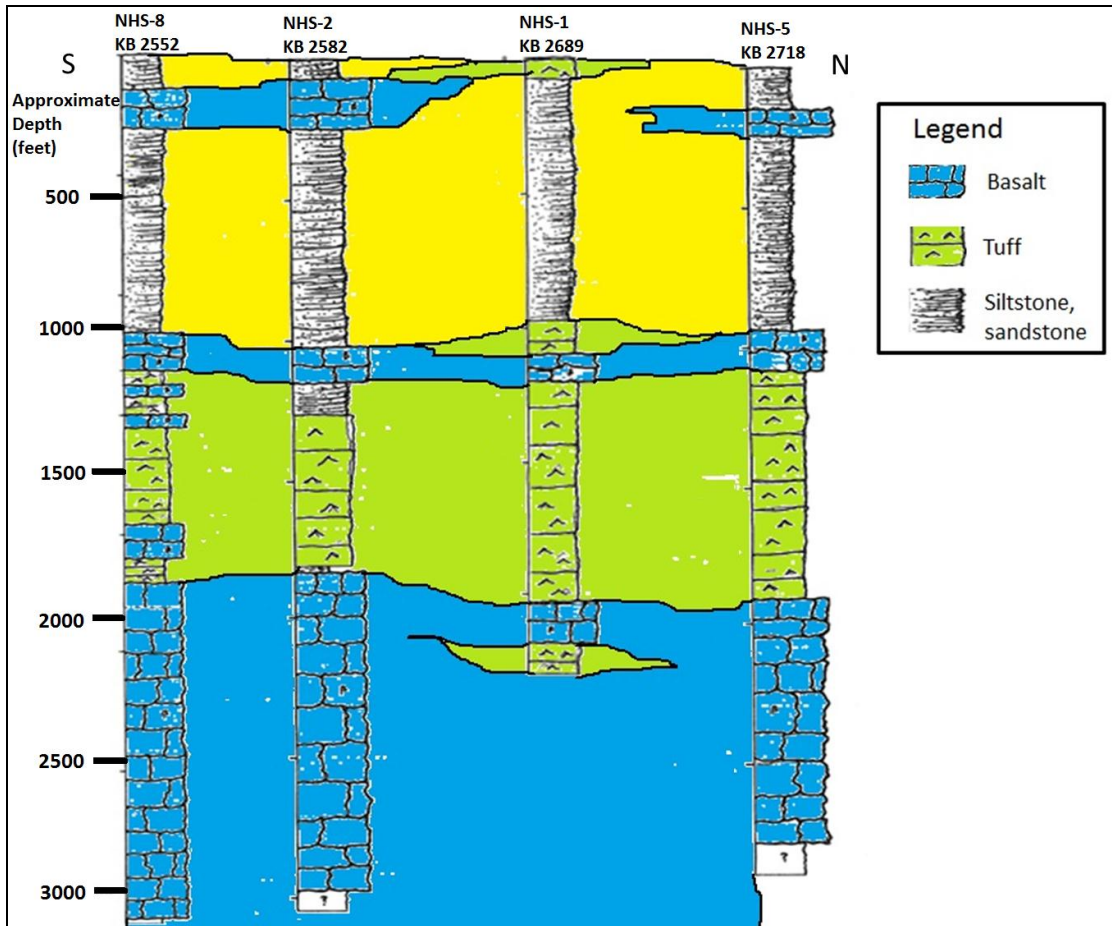 NHS-8
KB 2552
NHS-2
KB 2582
NHS-1
KB 2689
NHS-5
KB 2718
S
N
Approximate
Depth
(feet)
500
1000
1500
2000
2500
3000
?
?
Legend
Basalt
Tuff
Siltstone,
sandstone